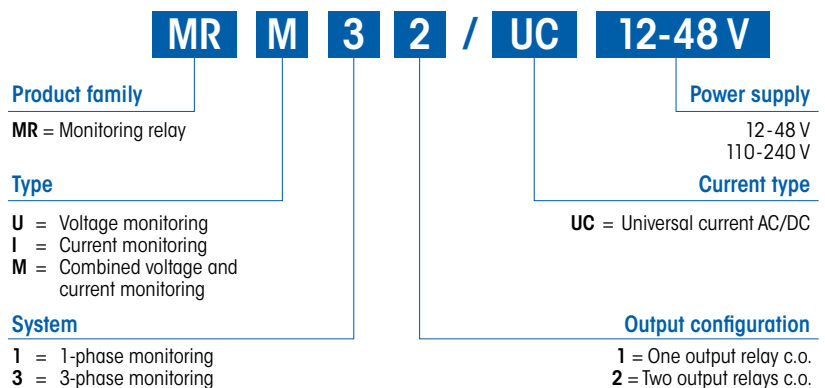 MR M 3 2 / UC 12-48 V
Product family
MR = Monitoring relay
Type
U = Voltage monitoring
I = Current monitoring
M = Combined voltage and
current monitoring
System
1 = 1-phase monitoring
3 = 3-phase monitoring
Power supply
12-48 V
110-240 V
Current type
UC = Universal current AC/DC
Output configuration
1 = One output relay c.o.
2 = Two output relays c.o.